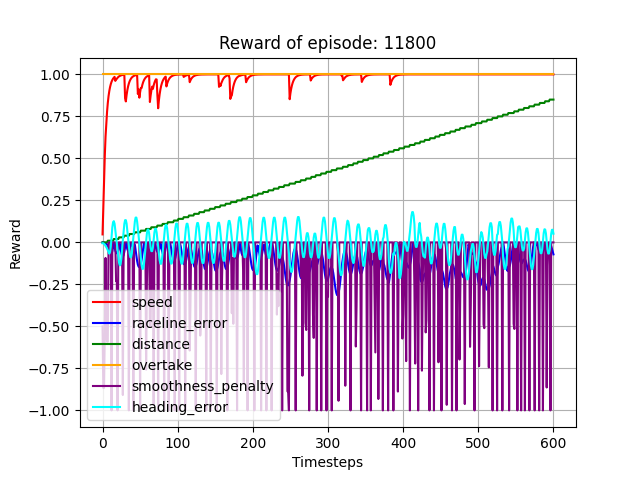 Reward of episode: 11800
1.00
0.75
0.50
0.25
0.00
−0.25
−0.50
−0.75
−1.00
Reward
speed
raceline_error
distance
overtake
smoothness_penalty
heading_error
0 100 200 300 400 500 600
Timesteps